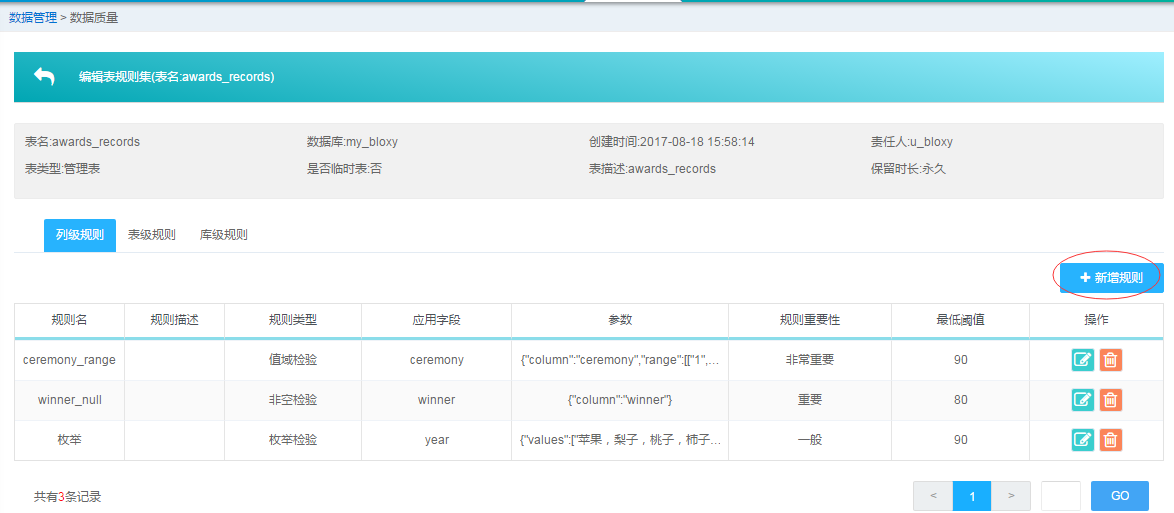 数据管理 > 数据质量
编辑表规则集(表名:awards_records)
表名:awards_records 数据库:my_bloxy 创建时间:2017-08-18 15:58:14 责任人:u_bloxy
表类型:管理表 是否临时表:否 表描述:awards_records 保留时长:永久
列级规则 表级规则 库级规则
+ 新增规则
规则名 规则描述 规则类型 应用字段 参数 规则重要性 最低阈值 操作
ceremony_range 值域检验 ceremony {"column":"ceremony","range":[["1",... 非常重要 90
winner_null 非空检验 winner {"column":"winner"} 重要 80
枚举 枚举检验 year {"values":["苹果，梨子，桃子，柿子... 一般 90
共有3条记录 < 1 > GO